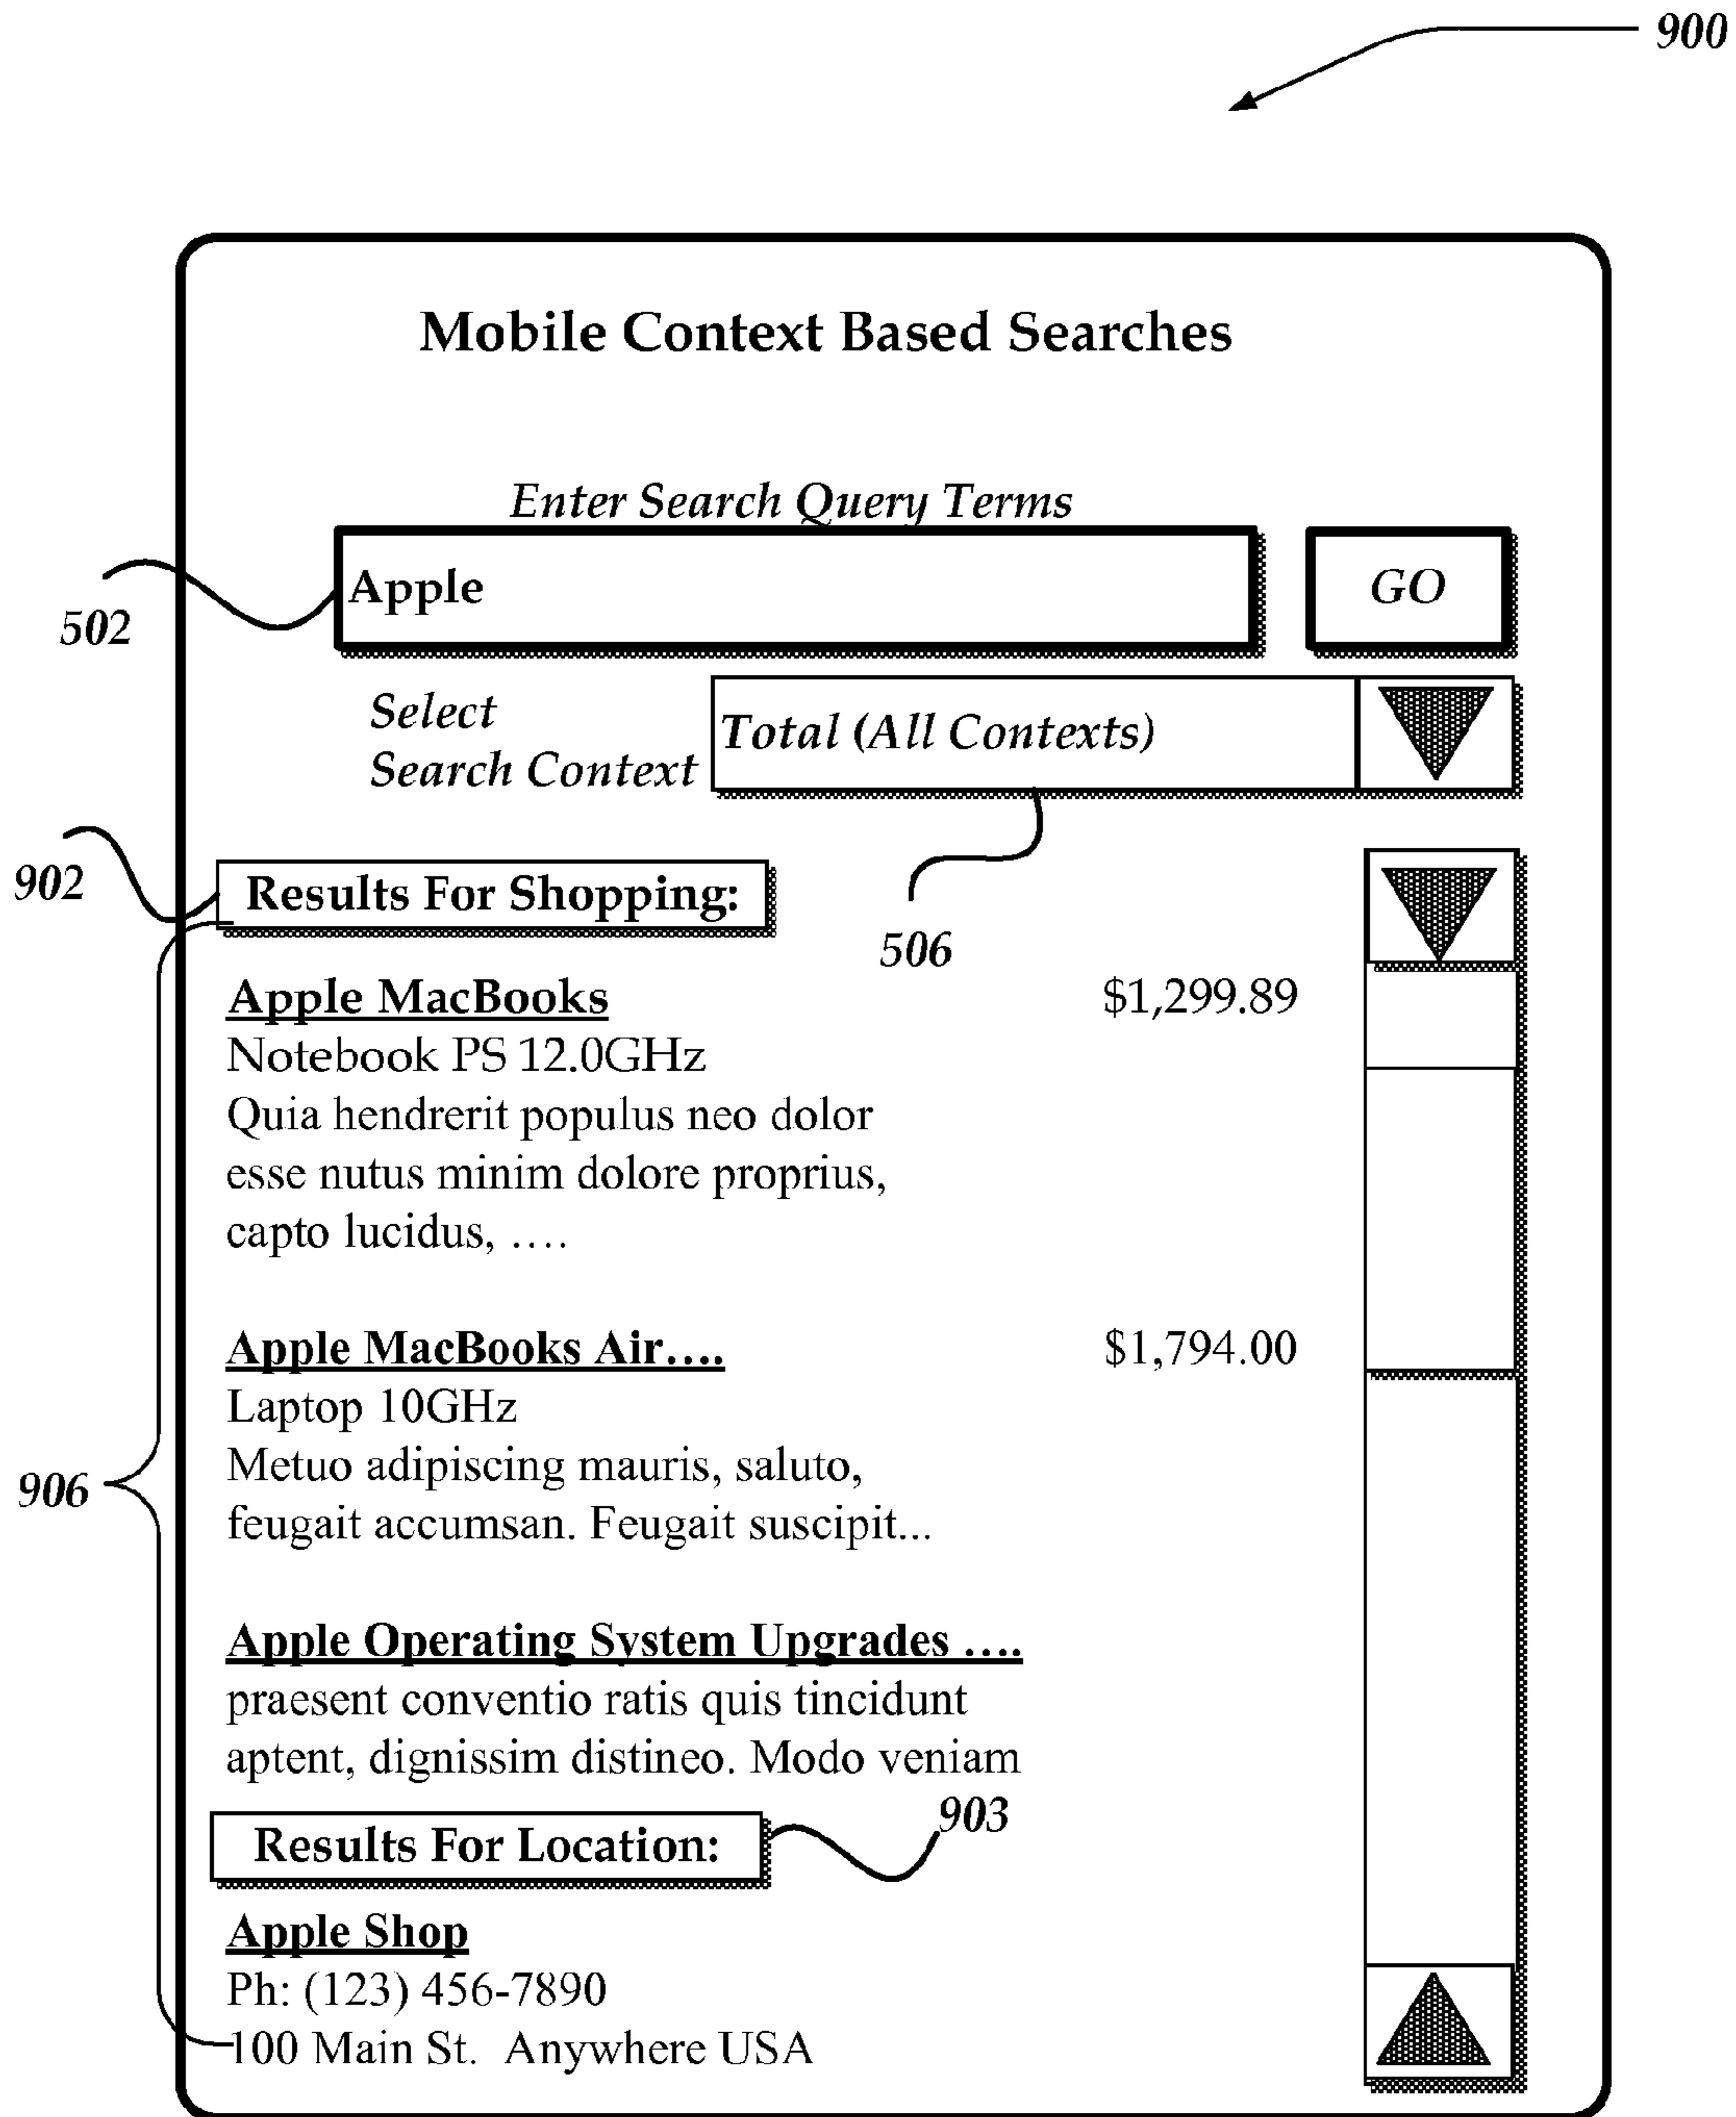 900
Mobile Context Based Searches
Enter Search Query Terms
Apple
GO
502
Select
Search Context
Total (All Contexts)
902
Results For Shopping:
506
Apple MacBooks $1,299.89
Notebook PS 12.0GHz
Quia hendrerit populus neo dolor
esse nutus minim dolore proprius,
capto lucidus, ....
Apple MacBooks Air.... $1,794.00
Laptop 10GHz
Metuo adipiscing mauris, saluto,
906
feugait accumsan. Feugait suscipit...
Apple Operating System Upgrades ....
praesent conventio ratis quis tincidunt
aptent, dignissim distineo. Modo veniam
903
Results For Location:
Apple Shop
Ph: (123) 456-7890
100 Main St. Anywhere USA